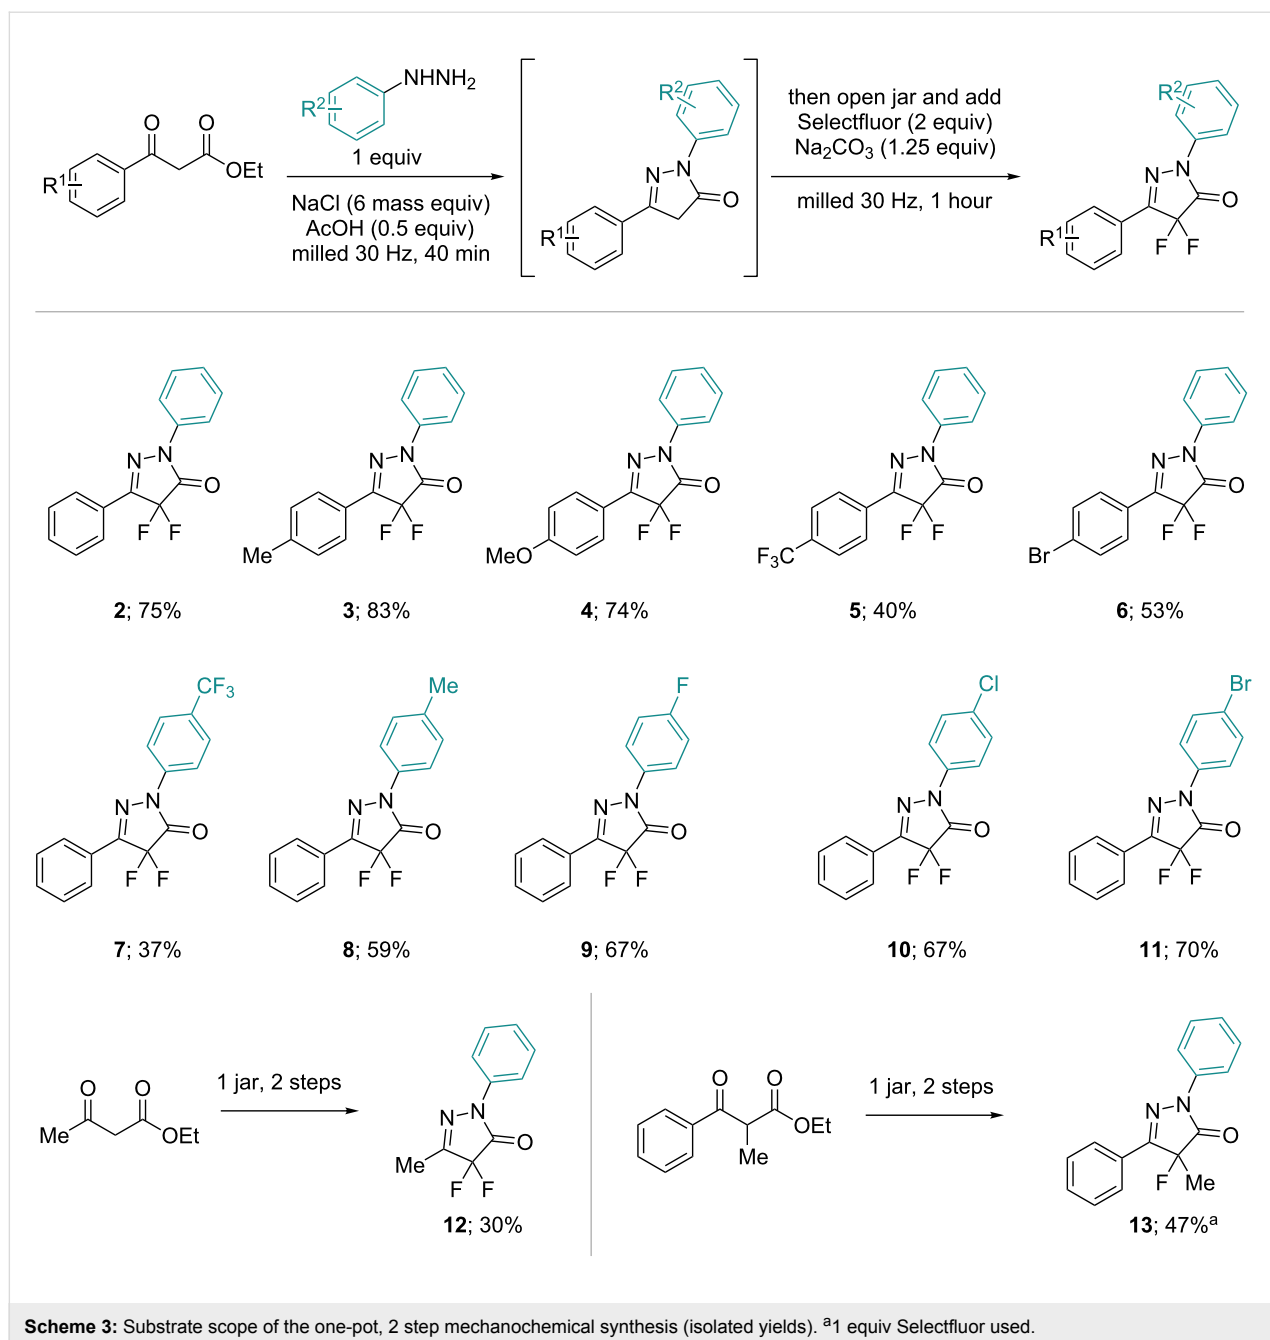 O O
OEt
R1
R2 NHNH2
1 equiv
NaCl (6 mass equiv)
AcOH (0.5 equiv)
milled 30 Hz, 40 min
R2
N N
O
R1
then open jar and add
Selectfluor (2 equiv)
Na2CO3 (1.25 equiv)
milled 30 Hz, 1 hour
R2
N N
O
R1 F F
N N
O
F F
2; 75%
N N
O
F F
Me
3; 83%
N N
O
F F
MeO
4; 74%
N N
O
F F
F3C
5; 40%
N N
O
F F
Br
6; 53%
CF3
N N
O
F F
7; 37%
Me
N N
O
F F
8; 59%
F
N N
O
F F
9; 67%
Cl
N N
O
F F
10; 67%
Br
N N
O
F F
11; 70%
O O
Me OEt
1 jar, 2 steps
N N
O
Me
F F
12; 30%
O O
OEt
Me
1 jar, 2 steps
N N
O
F Me
13; 47%a
Scheme 3: Substrate scope of the one-pot, 2 step mechanochemical synthesis (isolated yields). a1 equiv Selectfluor used.